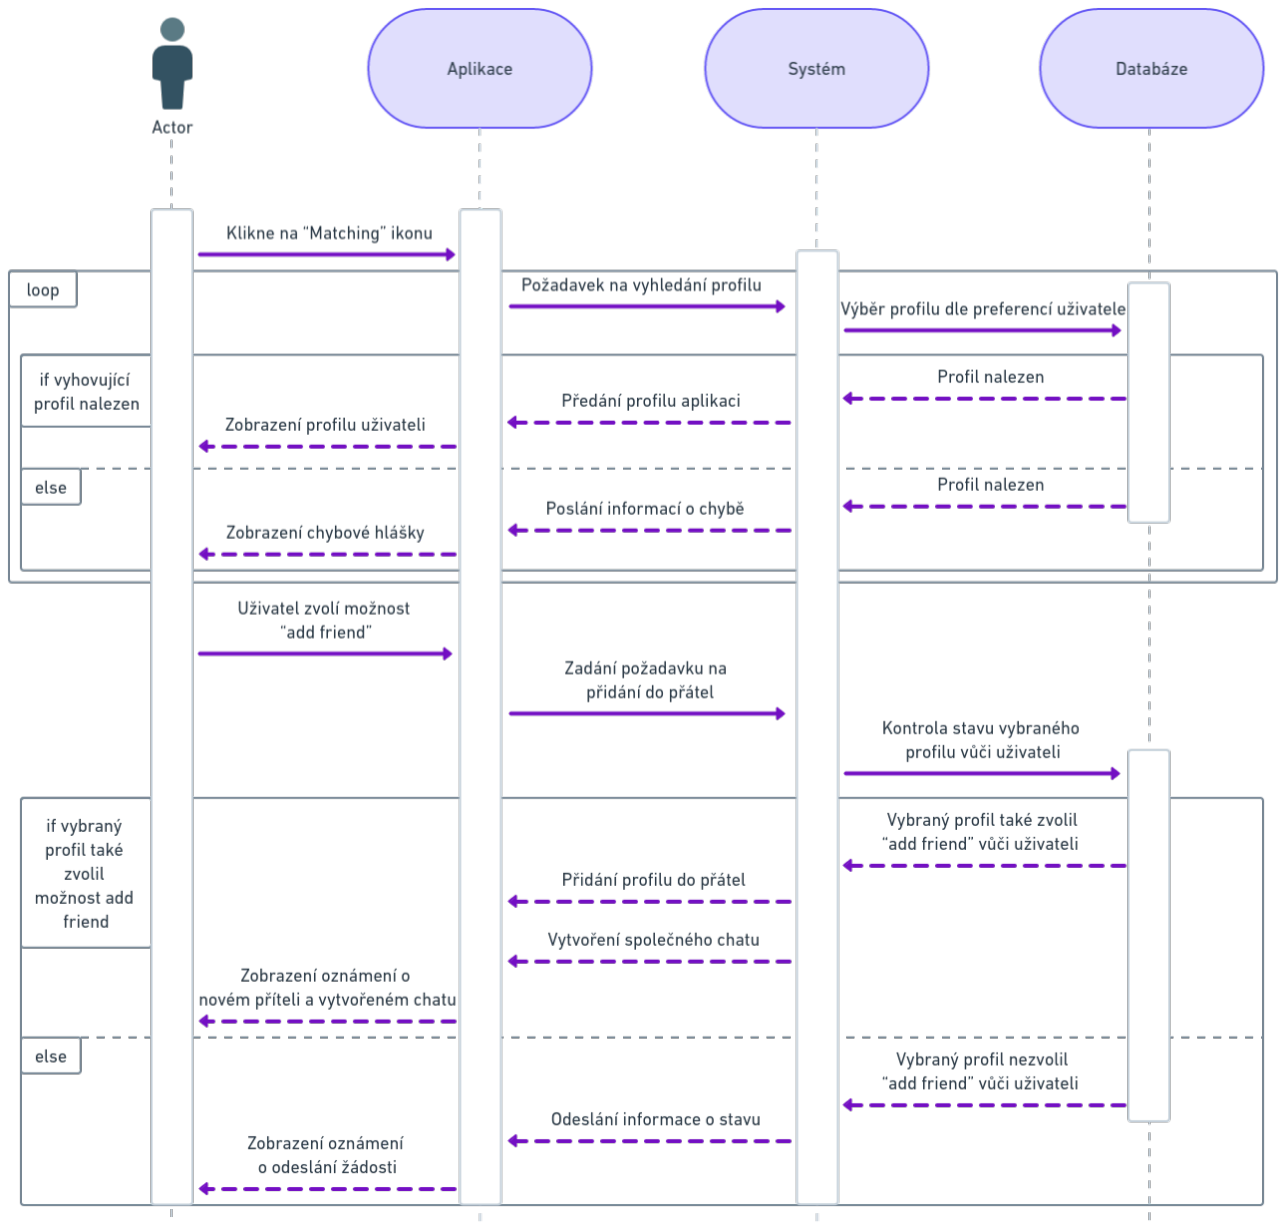 Actor
Aplikace
Systém
Databáze
Klikne na “Matching” ikonu
loop
Požadavek na vyhledání profilu
Výběr profilu dle preferencí uživatele
if vyhovující
profil nalezen
Profil nalezen
Předání profilu aplikaci
Zobrazení profilu uživateli
else
Profil nalezen
Poslání informací o chybě
Zobrazení chybové hlášky
Uživatel zvolí možnost
“add friend”
Zadání požadavku na
přidání do přátel
Kontrola stavu vybraného
profilu vůči uživateli
if vybraný
profil také
zvolil
možnost add
friend
Vybraný profil také zvolil
“add friend” vůči uživateli
Přidání profilu do přátel
Vytvoření společného chatu
Zobrazení oznámení o
novém příteli a vytvořeném chatu
else
Vybraný profil nezvolil
“add friend” vůči uživateli
Odeslání informace o stavu
Zobrazení oznámení
o odeslání žádosti